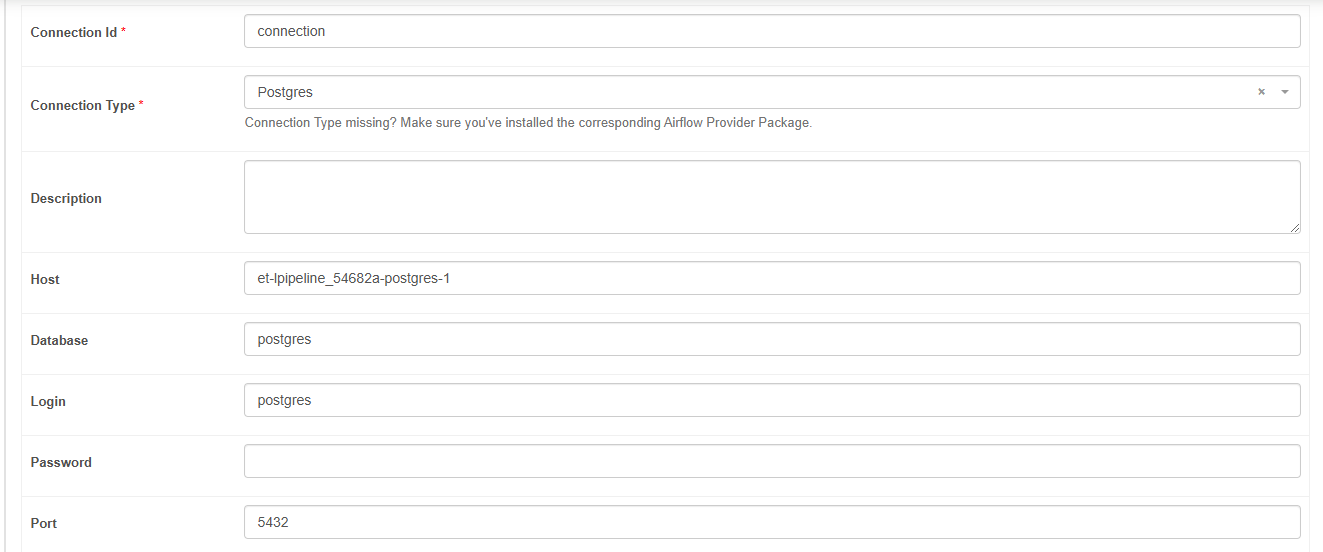 Connection Id *
connection
Connection Type *
Postgres
× 
Connection Type missing? Make sure you've installed the corresponding Airflow Provider Package.
Description
Host
et-lpipeline_54682a-postgres-1
Database
postgres
Login
postgres
Password
Port
5432